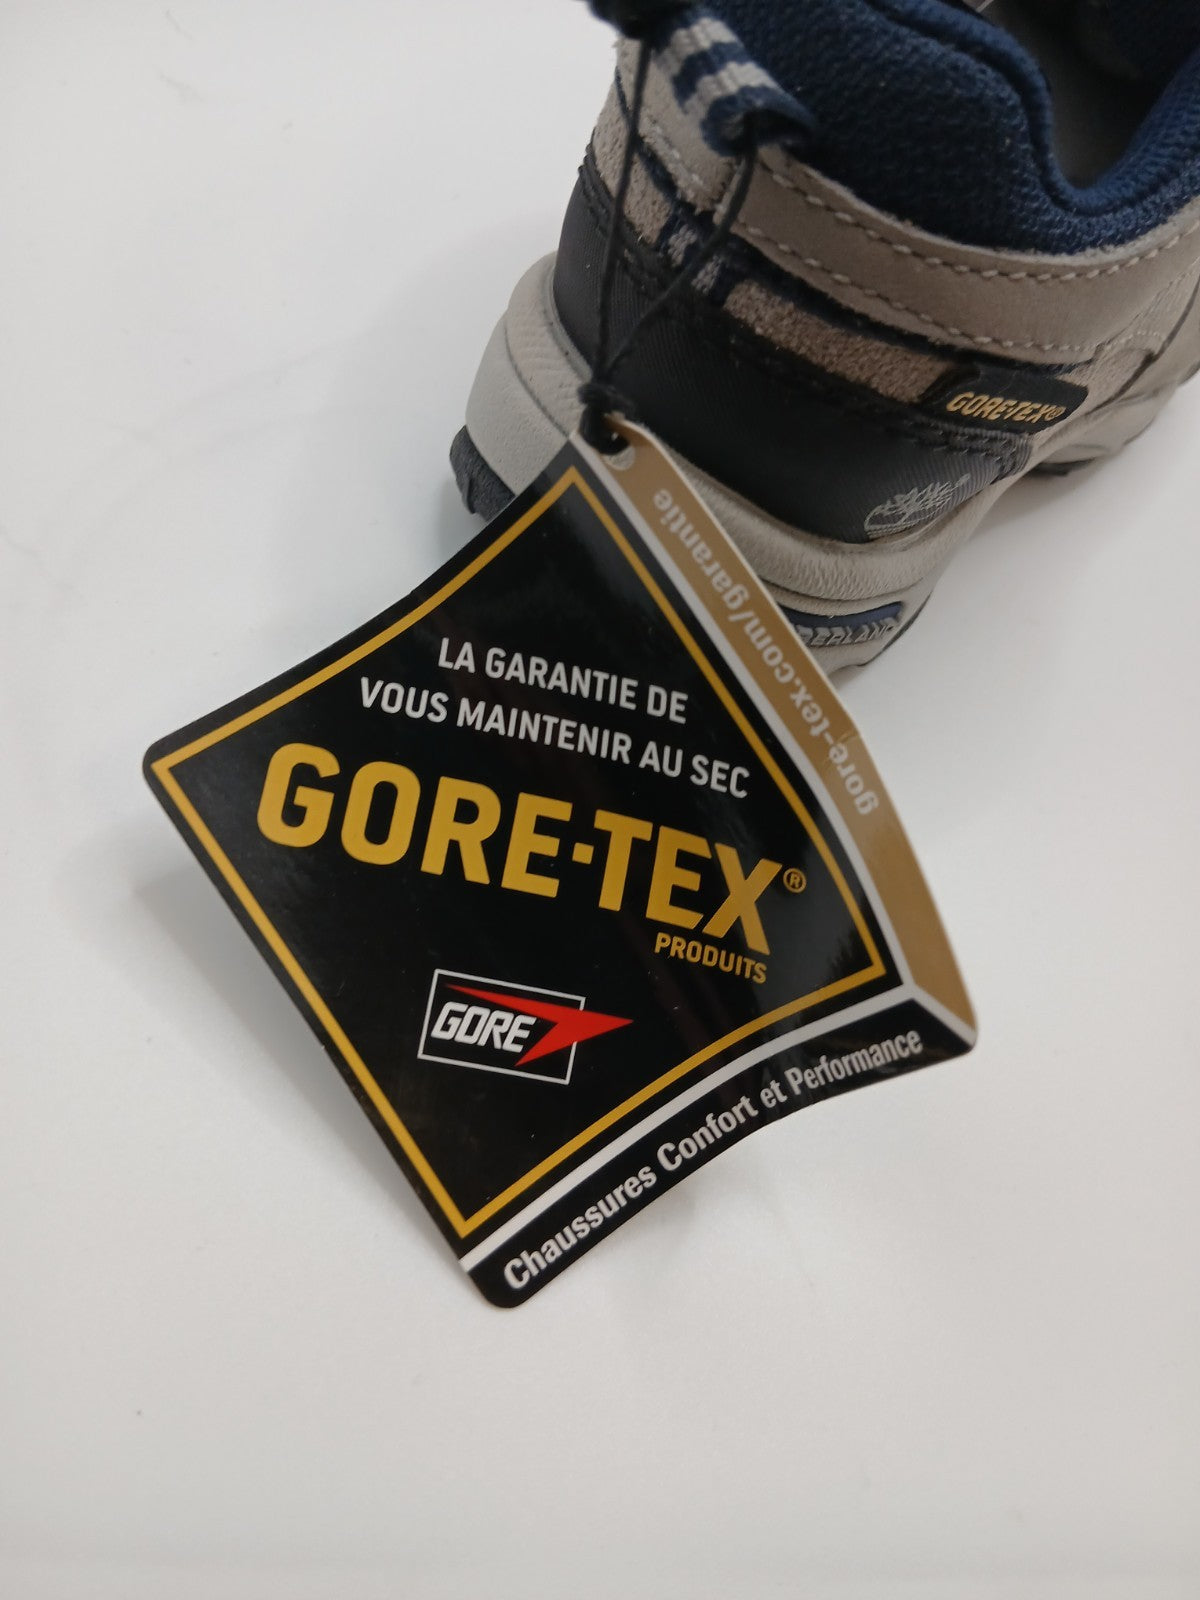 GORE-TEX®
gore-tex.com/garantie
LA GARANTIE DE
VOUS MAINTENIR AU SEC
GORE-TEX®
PRODUITS
GORE
Chaussures Confort et Performance